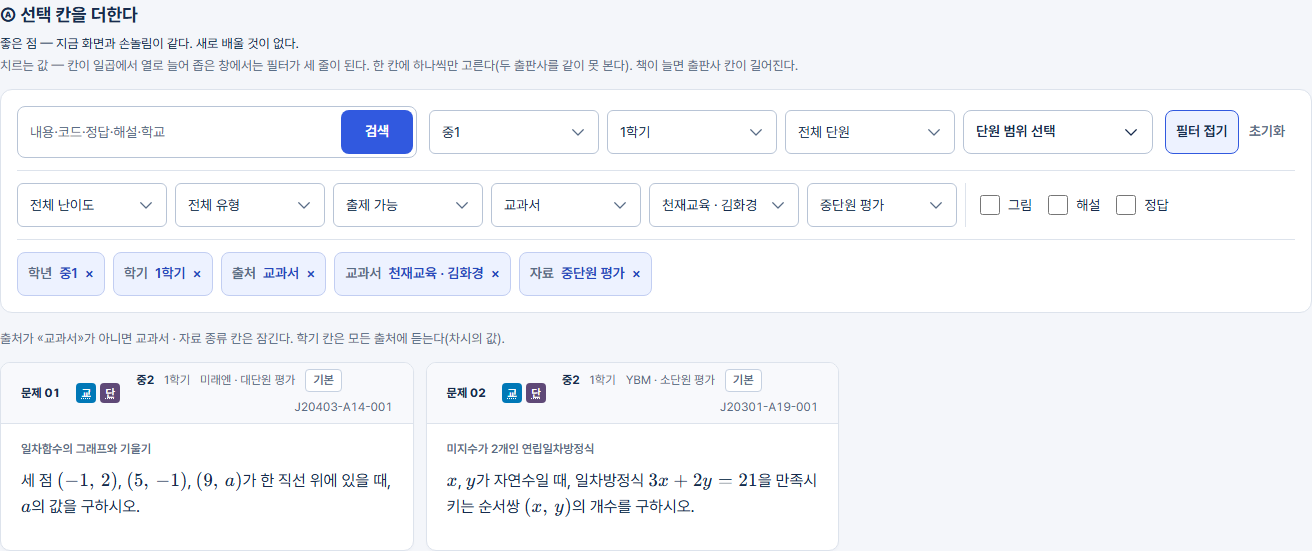 Ⓐ 선택 칸을 더한다
좋은 점 — 지금 화면과 손놀림이 같다. 새로 배울 것이 없다.
치르는 값 — 칸이 일곱에서 열로 늘어 좁은 창에서는 필터가 세 줄이 된다. 한 칸에 하나씩만 고른다(두 출판사를 같이 못 본다). 책이 늘면 출판사 칸이 길어진다.
내용·코드·정답·해설·학교 검색 중1 1학기 전체 단원 단원 범위 선택 필터 접기 초기화
전체 난이도 전체 유형 출제 가능 교과서 천재교육 · 김화경 중단원 평가 그림 해설 정답
학년 중1 × 학기 1학기 × 출처 교과서 × 교과서 천재교육 · 김화경 × 자료 중단원 평가 ×
출처가 «교과서»가 아니면 교과서 · 자료 종류 칸은 잠긴다. 학기 칸은 모든 출처에 듣는다(차시의 값).
문제 01 교 단 중2 1학기 미래엔 · 대단원 평가 기본
J20403-A14-001
일차함수의 그래프와 기울기
세 점 (−1, 2), (5, −1), (9, a)가 한 직선 위에 있을 때,
a의 값을 구하시오.
문제 02 교 단 중2 1학기 YBM · 소단원 평가 기본
J20301-A19-001
미지수가 2개인 연립일차방정식
x, y가 자연수일 때, 일차방정식 3x + 2y = 21을 만족시
키는 순서쌍 (x, y)의 개수를 구하시오.